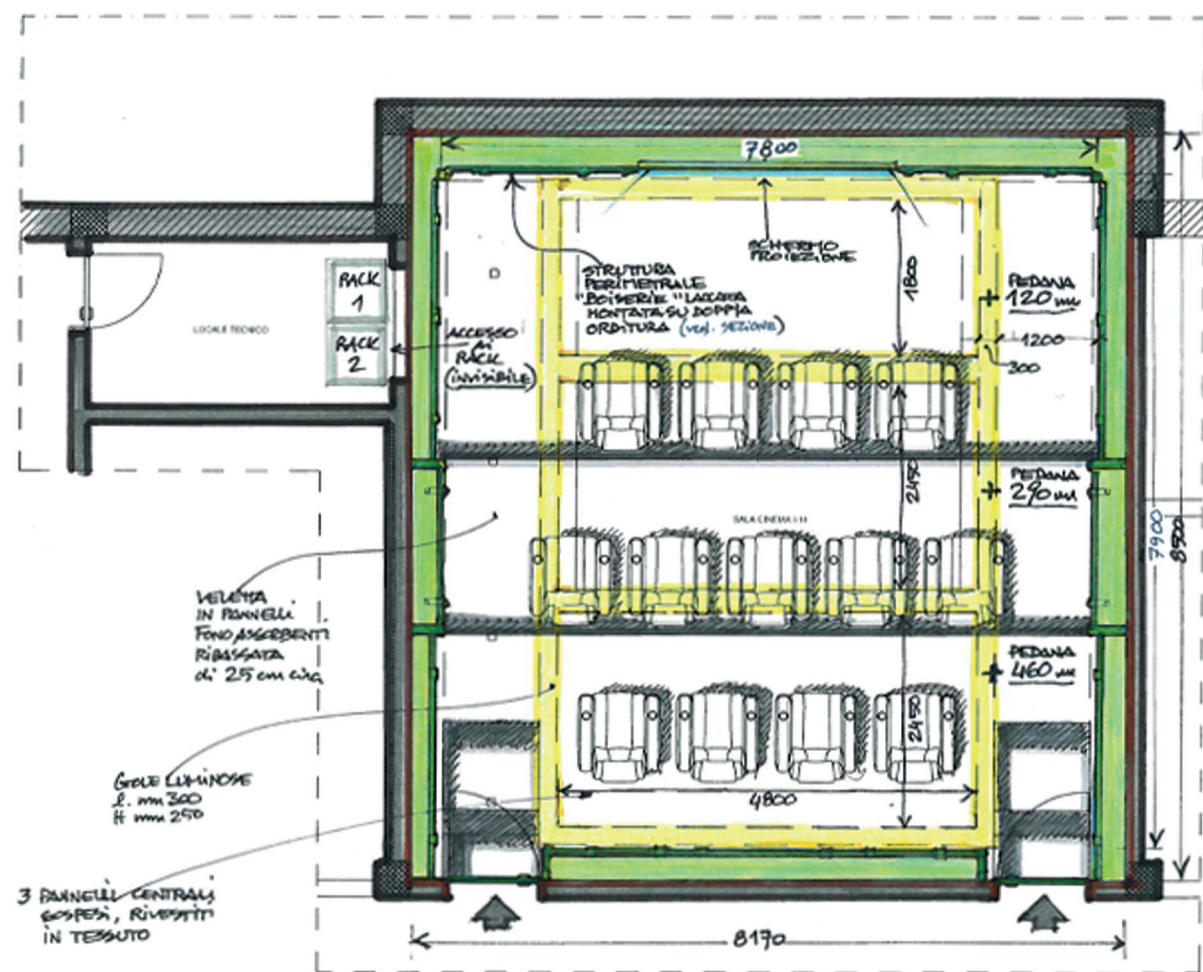 7800
SCHERMO
PROIEZIONE
STRUTTURA
PERIMETRALE
"BOISERIE" LACCATA
MONTATA SU DOPPIA
ORDITURA (ved. SEZIONE)
1800
PEDANA
120 mm
1200
300
RACK
1
RACK
2
LOCALE TECNICO
ACCESSO
AI
RACK
(INVISIBILE)
2450
PEDANA
290 mm
SALA CINEMA
7900
8500
VELETTA
IN PANNELLI
FONOASSORBENTI
RIBASSATA
di 25 cm circa
PEDANA
460 mm
2450
GOLE LUMINOSE
l. mm 300
H mm 250
4800
3 PANNELLI CENTRALI
SOSPESI, RIVESTITI
IN TESSUTO
8170